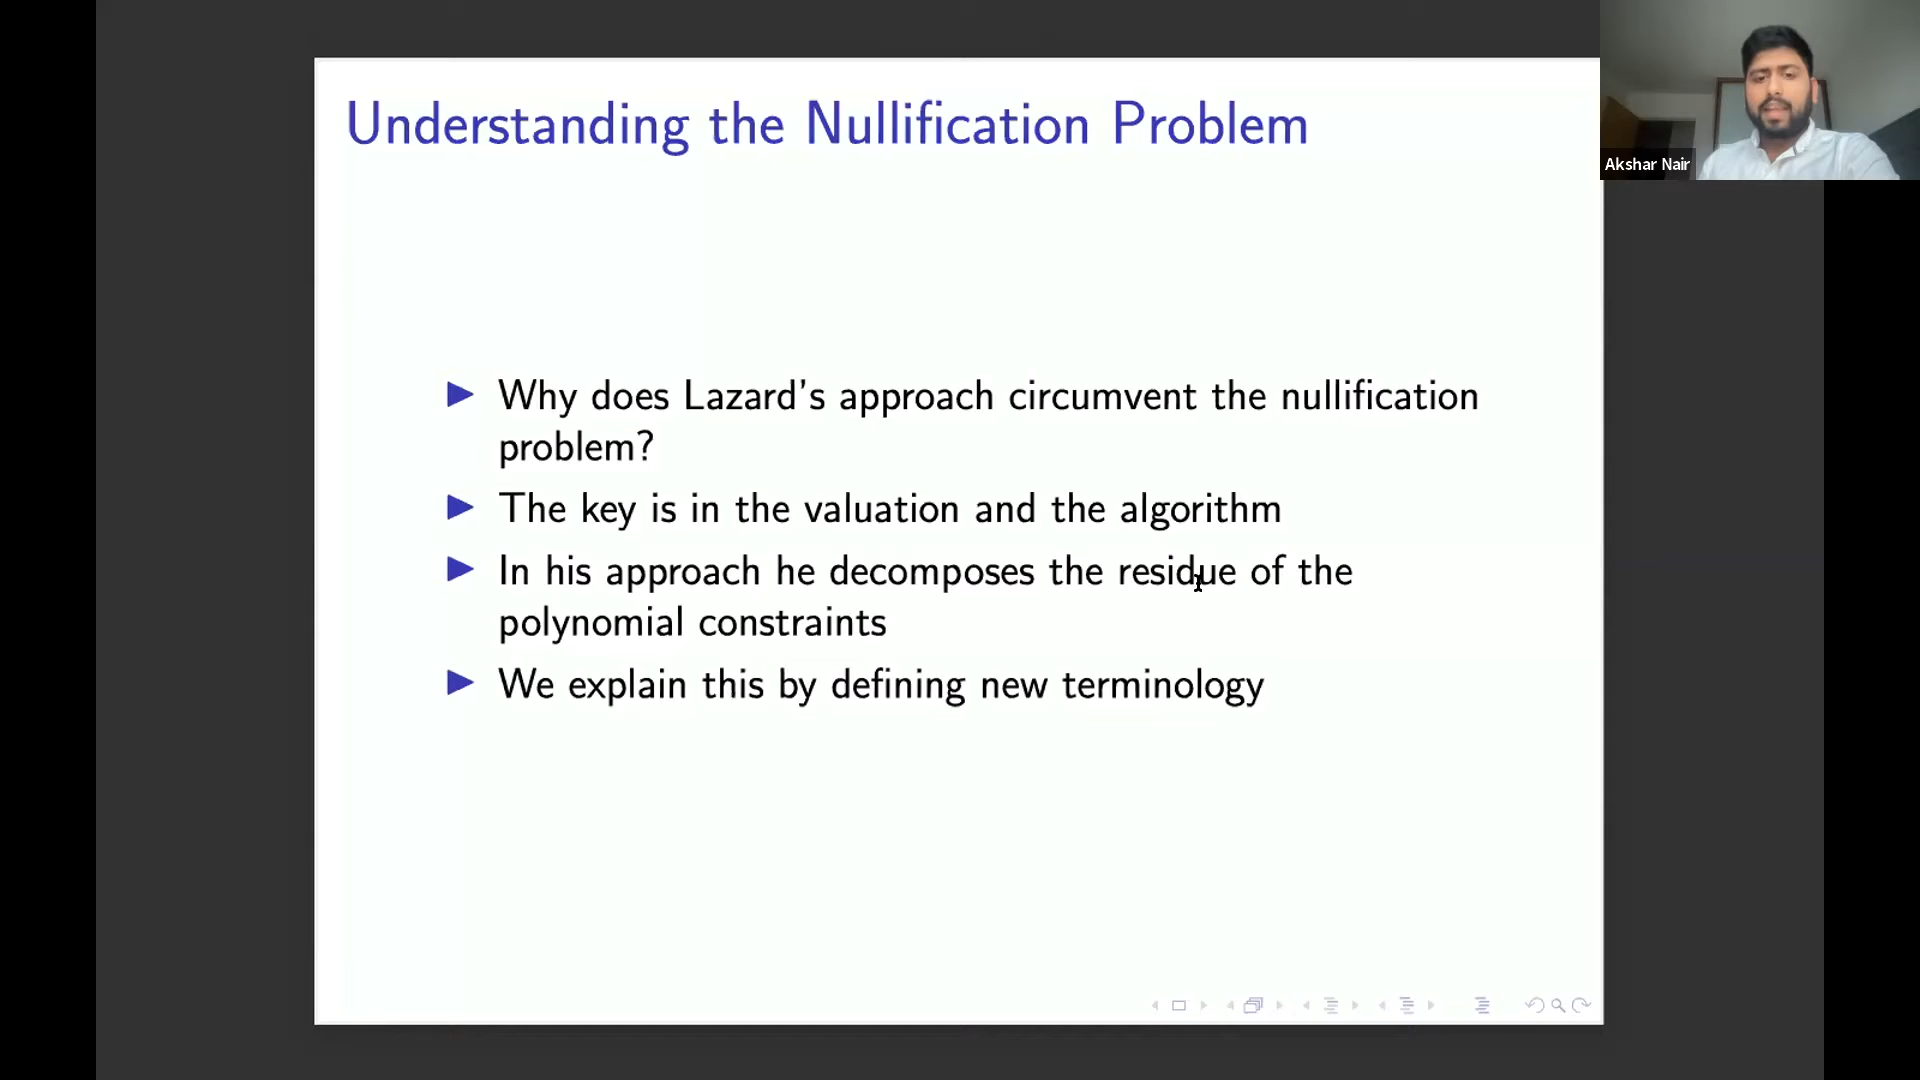 Understanding the Nullification Problem
Akshar Nair
Why does Lazard's approach circumvent the nullification
problem?
The key is in the valuation and the algorithm
In his approach he decomposes the residue of the
polynomial constraints
We explain this by defining new terminology